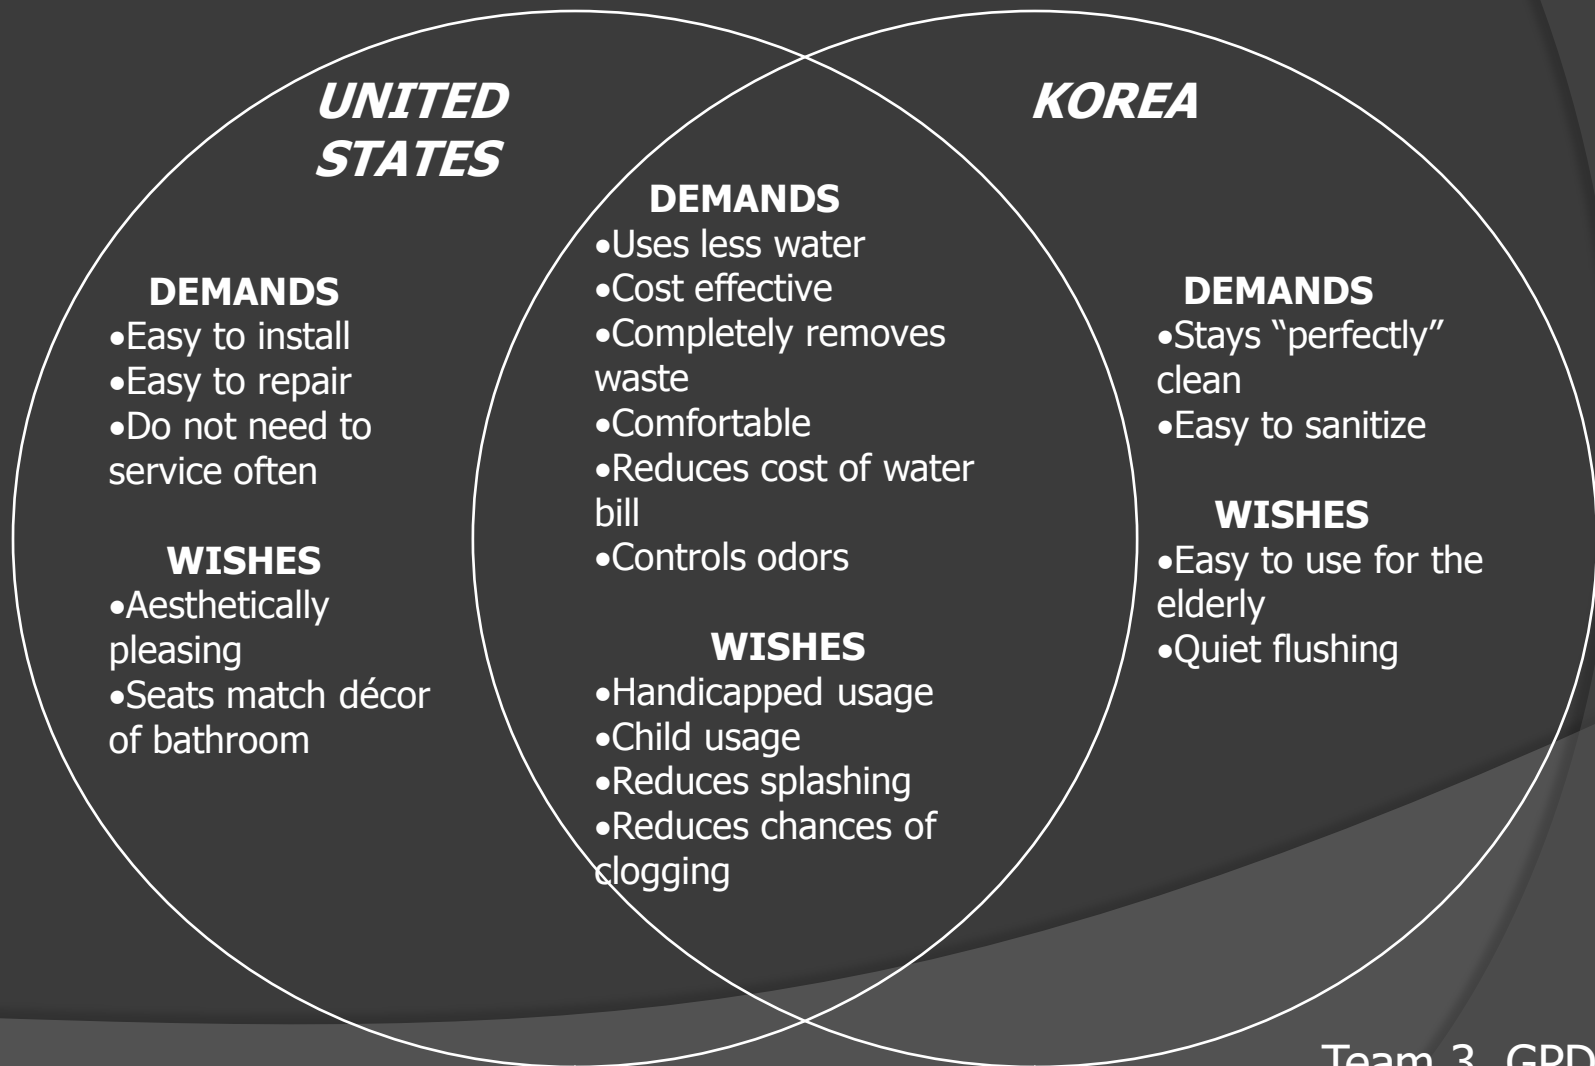 UNITED
STATES
DEMANDS
•Easy to install
•Easy to repair
•Do not need to
service often
WISHES
•Aesthetically
pleasing
•Seats match décor
of bathroom
DEMANDS
•Uses less water
•Cost effective
•Completely removes
waste
•Comfortable
•Reduces cost of water
bill
•Controls odors
WISHES
•Handicapped usage
•Child usage
•Reduces splashing
•Reduces chances of
clogging
KOREA
DEMANDS
•Stays “perfectly”
clean
•Easy to sanitize
WISHES
•Easy to use for the
elderly
•Quiet flushing
Team 3 GPD